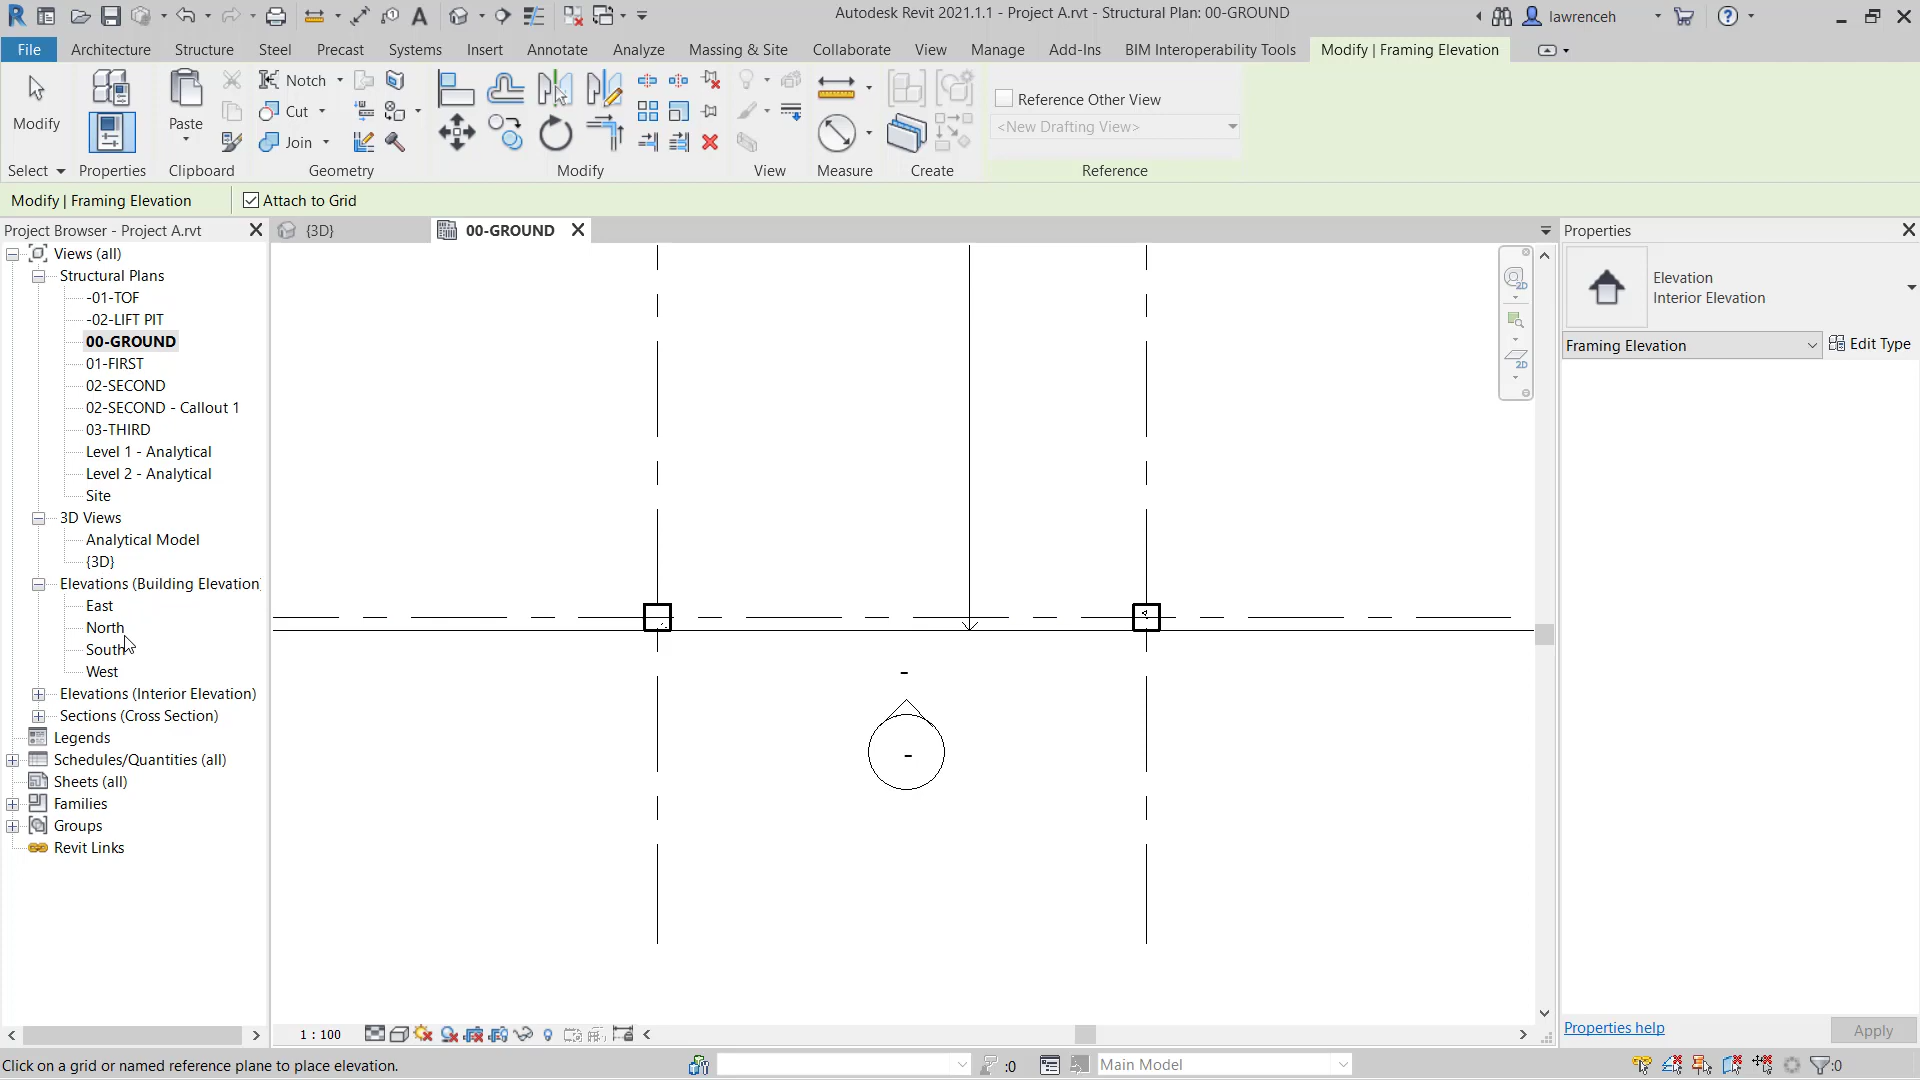 Autodesk Revit 2021.1.1 - Project A.rvt - Structural Plan: 00-GROUND
lawrenceh
File
Architecture
Structure
Steel
Precast
Systems
Insert
Annotate
Analyze
Massing & Site
Collaborate
View
Manage
Add-Ins
BIM Interoperability Tools
Modify | Framing Elevation
Modify
Paste
Notch
Cut
Join
Reference Other View
<New Drafting View>
Select
Properties
Clipboard
Geometry
Modify
View
Measure
Create
Reference
Modify | Framing Elevation
Attach to Grid
Project Browser - Project A.rvt
Views (all)
Structural Plans
-01-TOF
-02-LIFT PIT
00-GROUND
01-FIRST
02-SECOND
02-SECOND - Callout 1
03-THIRD
Level 1 - Analytical
Level 2 - Analytical
Site
3D Views
Analytical Model
{3D}
Elevations (Building Elevation
East
North
South
West
Elevations (Interior Elevation)
Sections (Cross Section)
Legends
Schedules/Quantities (all)
Sheets (all)
Families
Groups
Revit Links
{3D}
00-GROUND
2D
2D
-
-
Properties
Elevation
Interior Elevation
Framing Elevation
Edit Type
Properties help
Apply
1 : 100
Click on a grid or named reference plane to place elevation.
:0
Main Model
:0